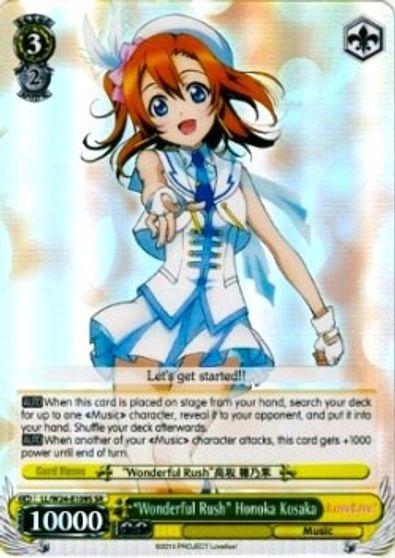 3
2
Let's get started!!
AUTO When this card is placed on stage from your hand, search your deck
for up to one «Music» character, reveal it to your opponent, and put it into your
hand. Shuffle your deck afterwards.
AUTO When another of your «Music» characters attacks, this card gets +1000
power until end of turn.
Card Name
"Wonderful Rush"高坂 穂乃果
"Wonderful Rush" Honoka Kosaka
LoveLive!
10000
Music